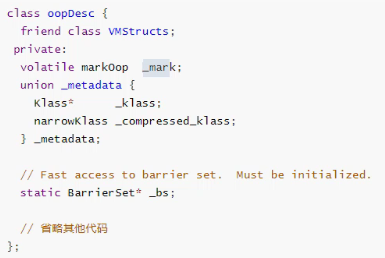 class oopDesc {
  friend class VMStructs;
 private:
  volatile markOop  _mark;
  union _metadata {
    Klass*      _klass;
    narrowKlass _compressed_klass;
  } _metadata;

  // Fast access to barrier set.  Must be initialized.
  static BarrierSet* _bs;

  // 省略其他代码
};